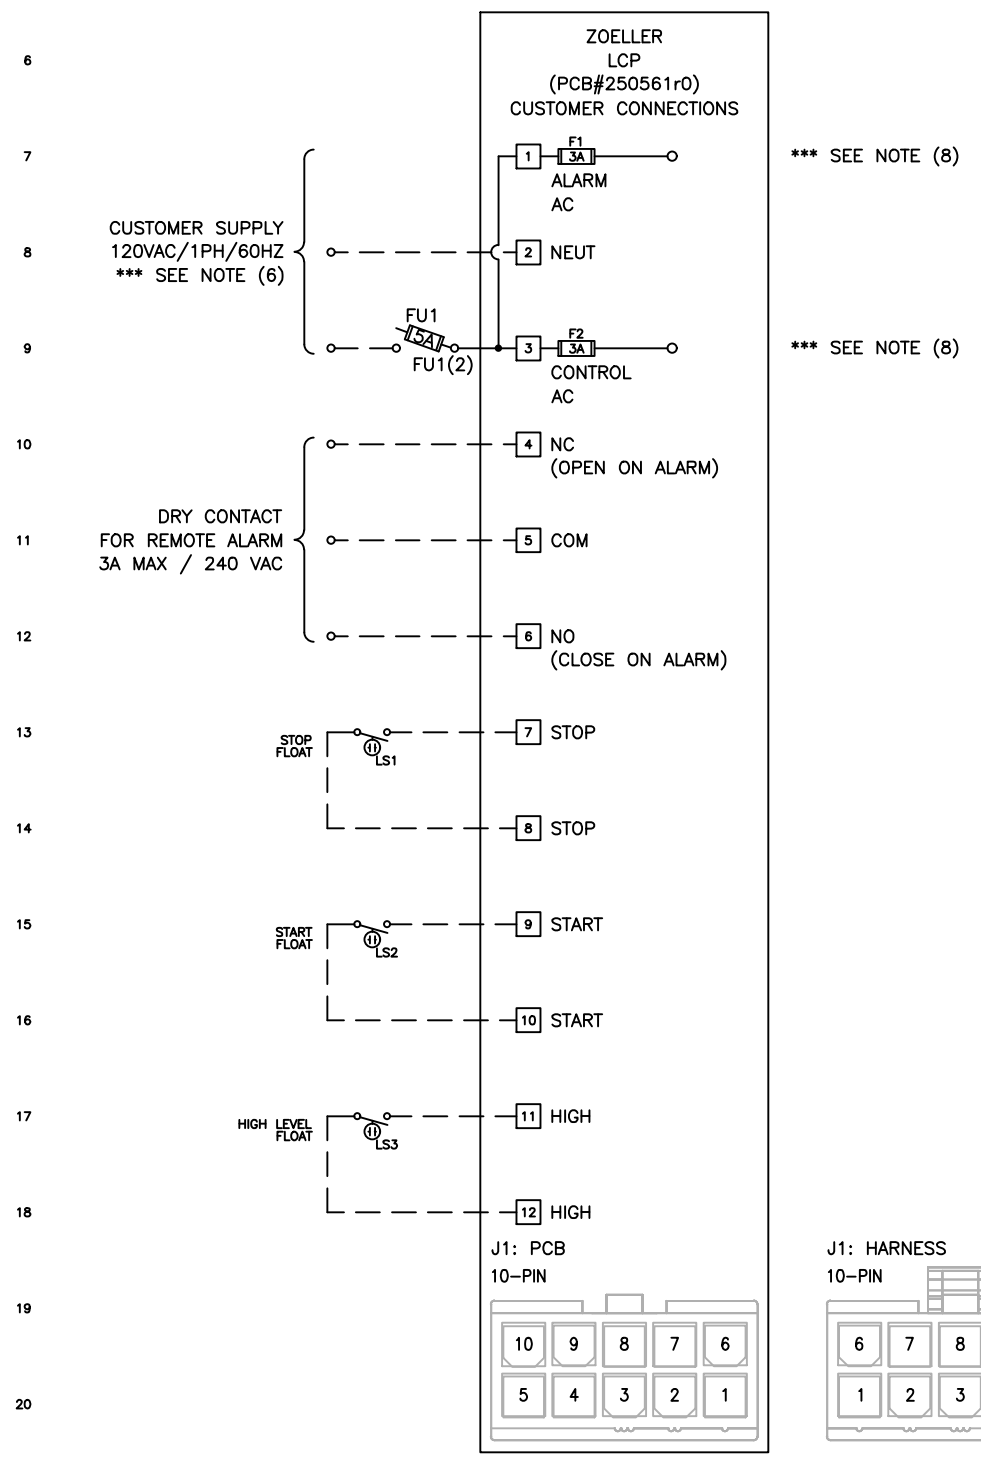 6
ZOELLER
LCP
(PCB#250561r0)
CUSTOMER CONNECTIONS
7
1
F1
3A
ALARM
AC
*** SEE NOTE (8)
CUSTOMER SUPPLY
120VAC/1PH/60HZ
*** SEE NOTE (6)
8
2 NEUT
9
FU1
5A
FU1(2)
3
F2
3A
CONTROL
AC
*** SEE NOTE (8)
10
4 NC
(OPEN ON ALARM)
DRY CONTACT
FOR REMOTE ALARM
3A MAX / 240 VAC
11
5 COM
12
6 NO
(CLOSE ON ALARM)
13
STOP
FLOAT
LS1
7 STOP
14
8 STOP
15
START
FLOAT
LS2
9 START
16
10 START
17
HIGH LEVEL
FLOAT
LS3
11 HIGH
18
12 HIGH
J1: PCB
10-PIN
J1: HARNESS
10-PIN
19
10 9 8 7 6
6 7 8
20
5 4 3 2 1
1 2 3